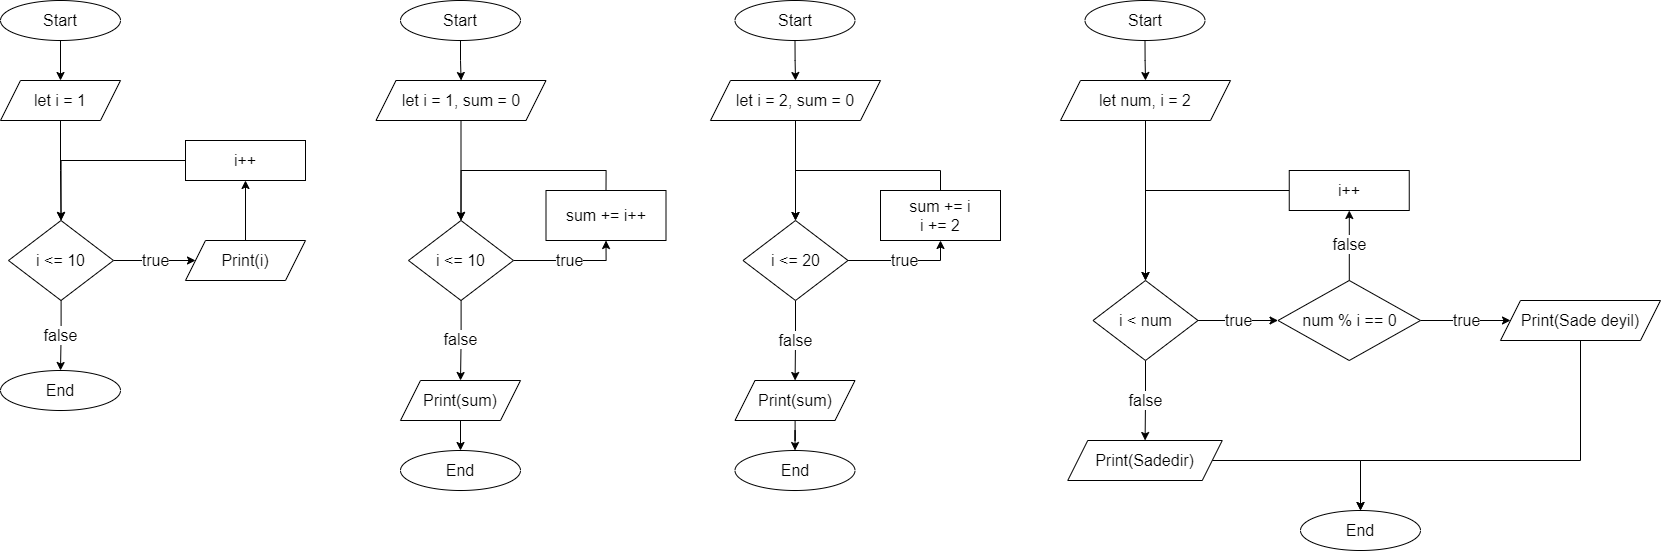 Start
let i = 1
i++
i <= 10
true
Print(i)
false
End
Start
let i = 1, sum = 0
sum += i++
i <= 10
true
false
Print(sum)
End
Start
let i = 2, sum = 0
sum += i
i += 2
i <= 20
true
false
Print(sum)
End
Start
let num, i = 2
i++
false
i < num
true
num % i == 0
true
Print(Sade deyil)
false
Print(Sadedir)
End